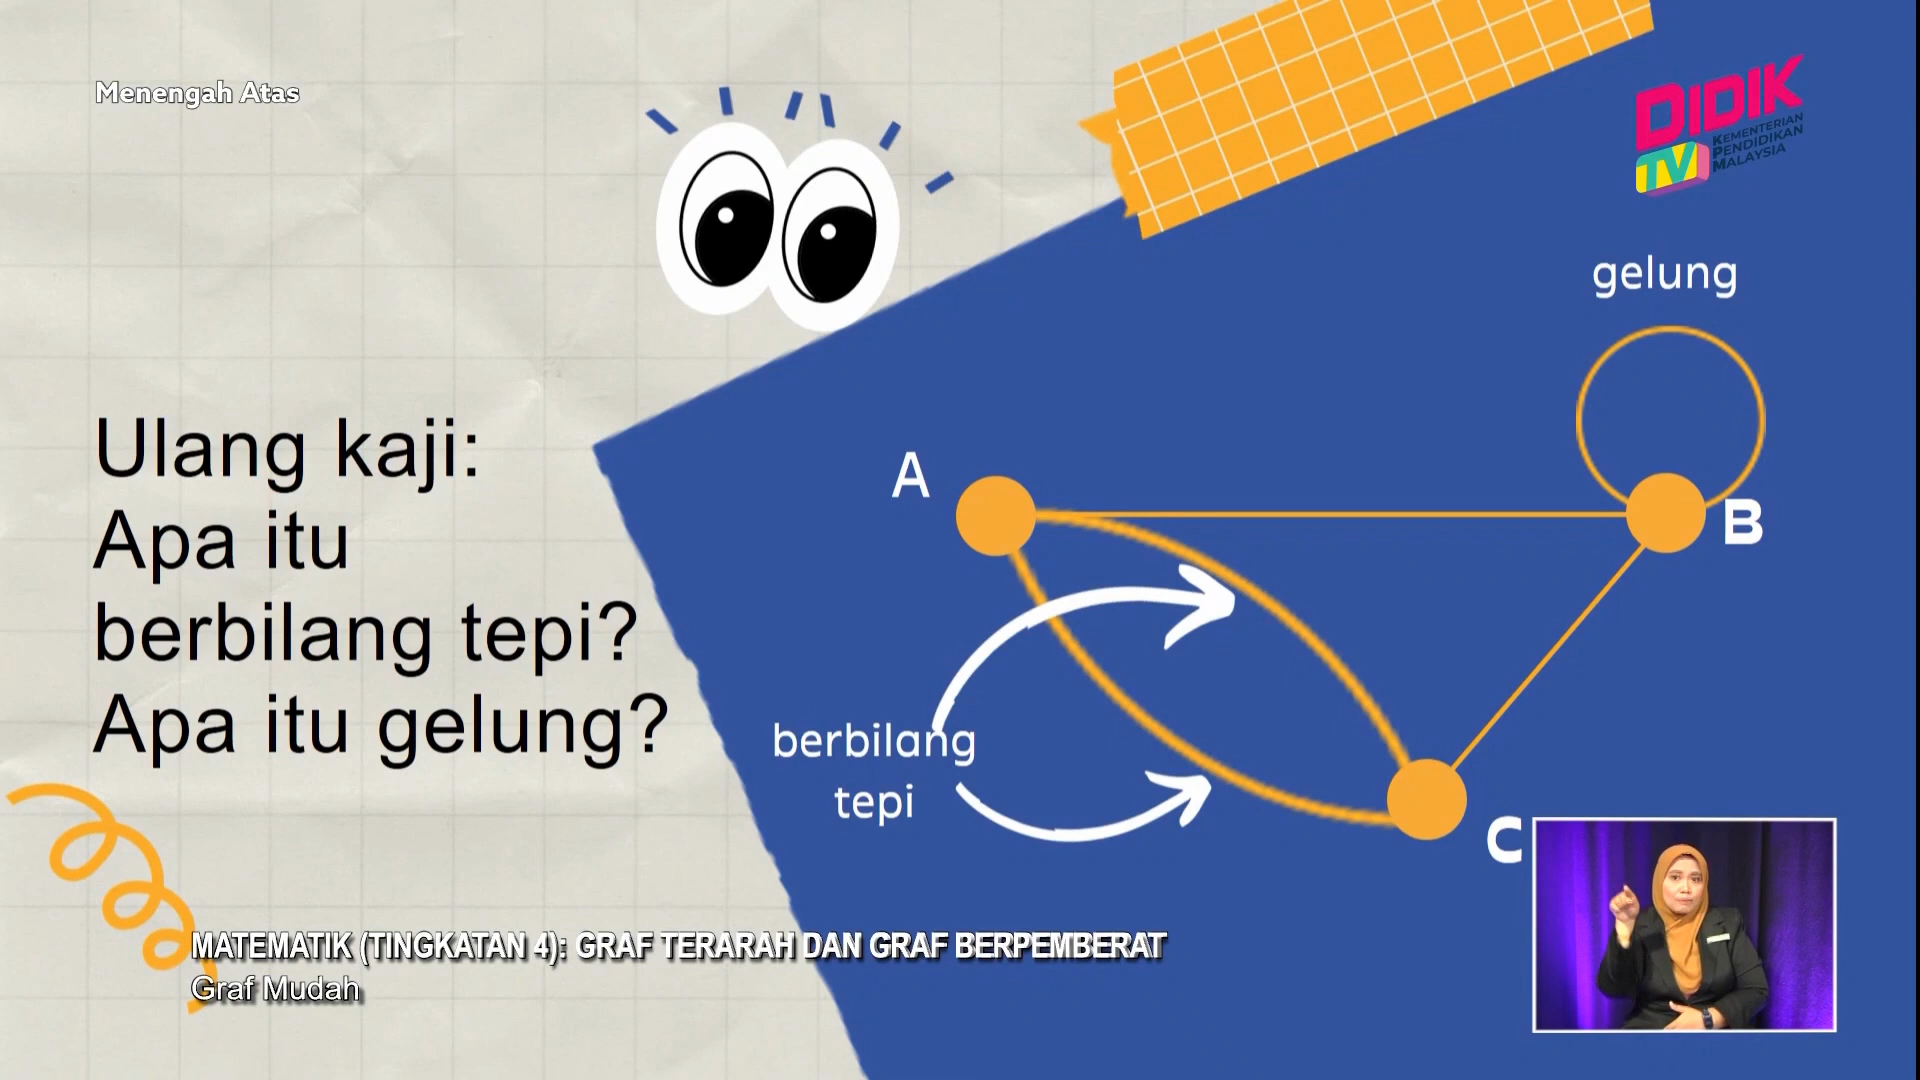 Menengah Atas
DIDIK
TV
KEMENTERIAN
PENDIDIKAN
MALAYSIA
gelung
Ulang kaji:
Apa itu
berbilang tepi?
Apa itu gelung?
A
B
berbilang
tepi
C
MATEMATIK (TINGKATAN 4): GRAF TERARAH DAN GRAF BERPEMBERAT
Graf Mudah